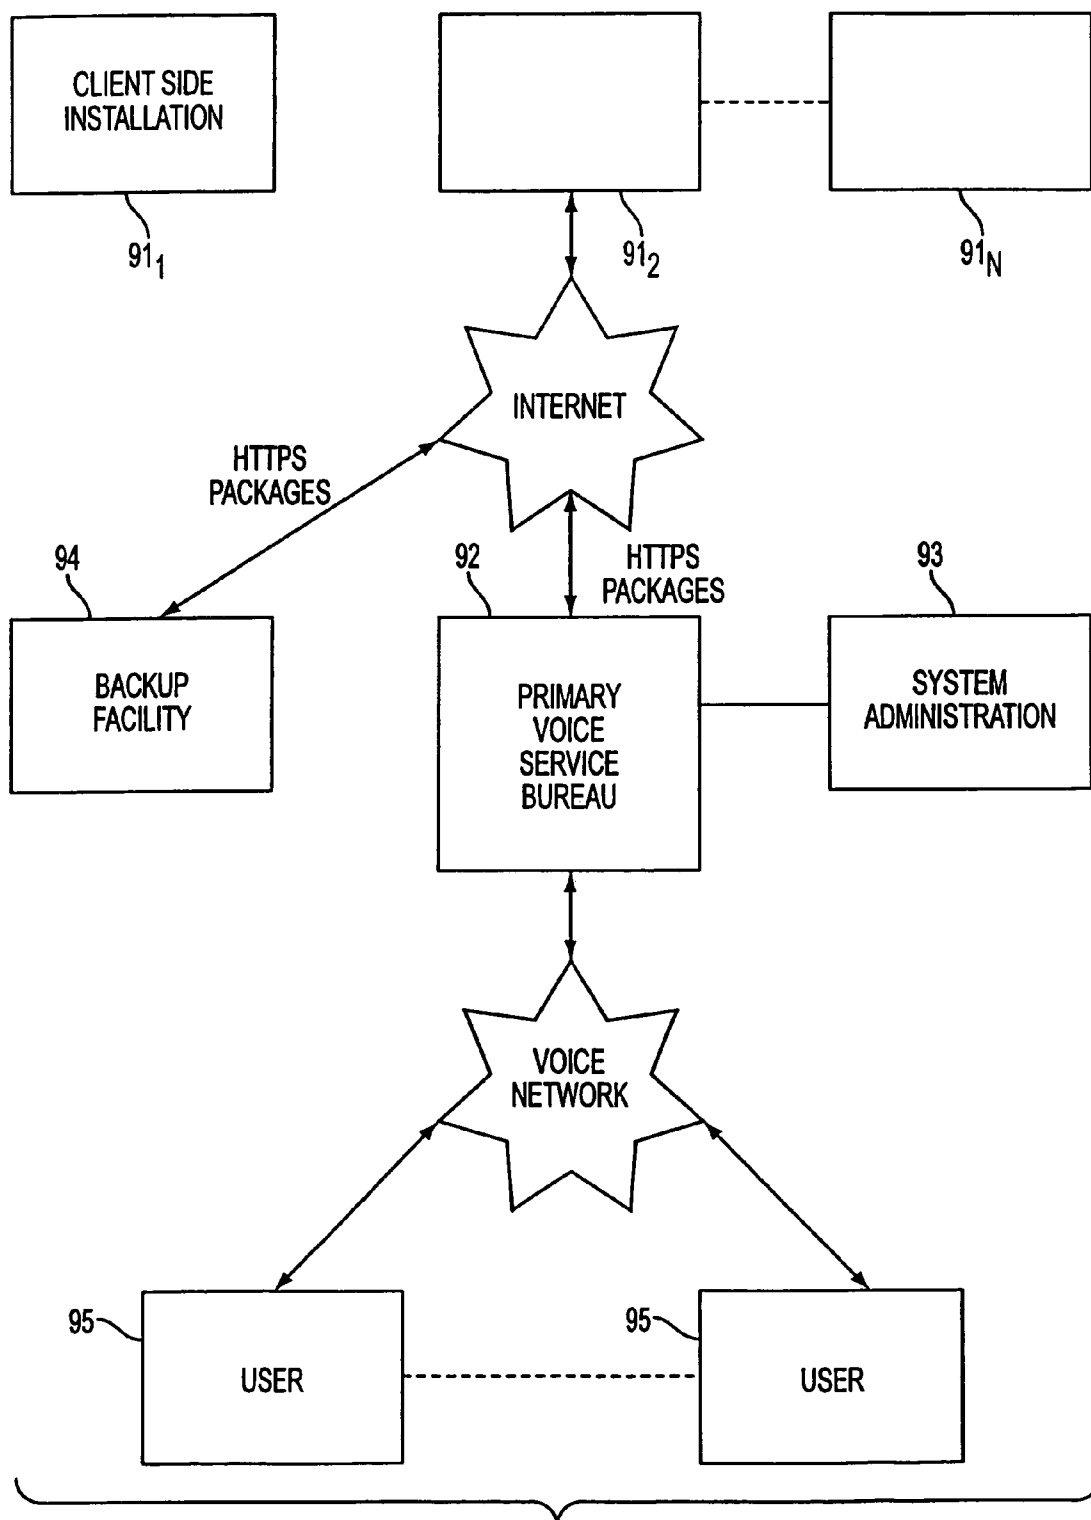 CLIENT SIDE
INSTALLATION
91₁
91₂
91N
INTERNET
HTTPS
PACKAGES
HTTPS
PACKAGES
94
92
93
BACKUP
FACILITY
PRIMARY
VOICE
SERVICE
BUREAU
SYSTEM
ADMINISTRATION
VOICE
NETWORK
95
95
USER
USER